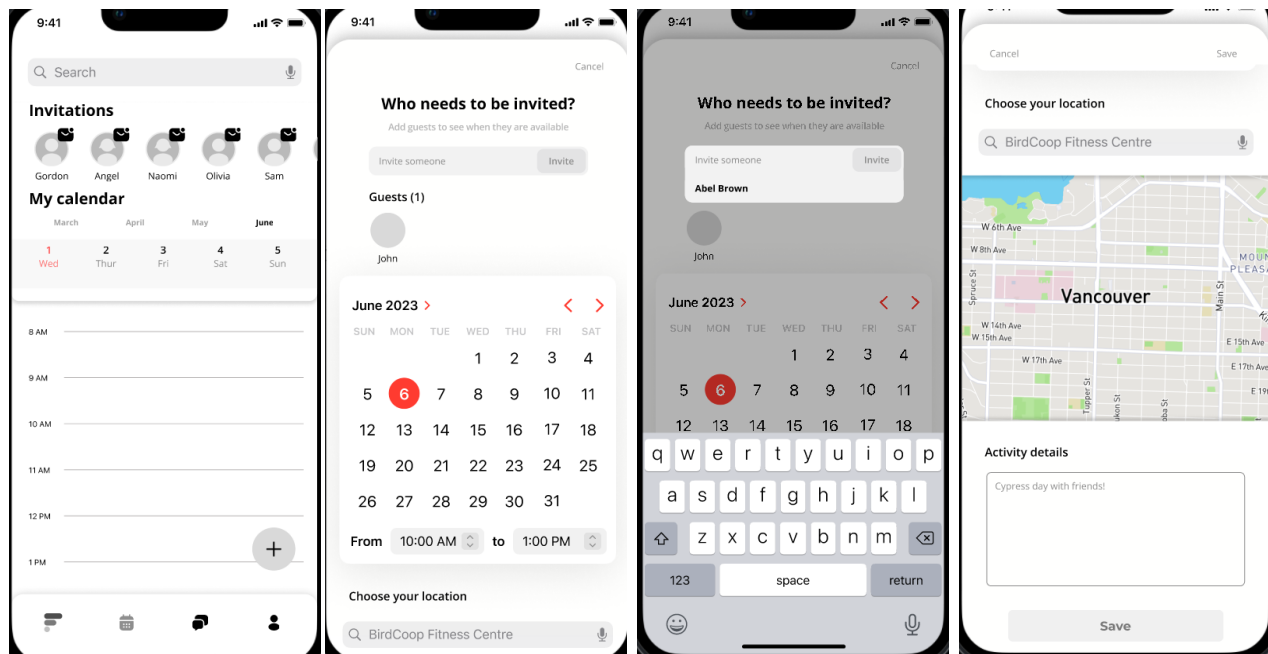 9:41
Search
Invitations
Gordon Angel Naomi Olivia Sam
My calendar
March April May June
1 2 3 4 5
Wed Thur Fri Sat Sun
8 AM
9 AM
10 AM
11 AM
12 PM
1 PM
9:41
Cancel
Who needs to be invited?
Add guests to see when they are available
Invite someone Invite
Guests (1)
John
June 2023
SUN MON TUE WED THU FRI SAT
1 2 3 4
5 6 7 8 9 10 11
12 13 14 15 16 17 18
19 20 21 22 23 24 25
26 27 28 29 30 31
From 10:00 AM to 1:00 PM
Choose your location
BirdCoop Fitness Centre
9:41
Cancel
Who needs to be invited?
Add guests to see when they are available
Invite someone Invite
Abel Brown
John
June 2023
SUN MON TUE WED THU FRI SAT
1 2 3 4
5 6 7 8 9 10 11
12 13 14 15 16 17 18
q w e r t y u i o p
a s d f g h j k l
z x c v b n m
123 space return
Cancel Save
Choose your location
BirdCoop Fitness Centre
W 6th Ave
W 8th Ave
MOUN
PLEASA
Spruce St
Vancouver
Main St
W 14th Ave
W 15th Ave
E 15th Ave
W 17th Ave
E 17th Ave
Tupper St
E 19t
Activity details
Cypress day with friends!
Save